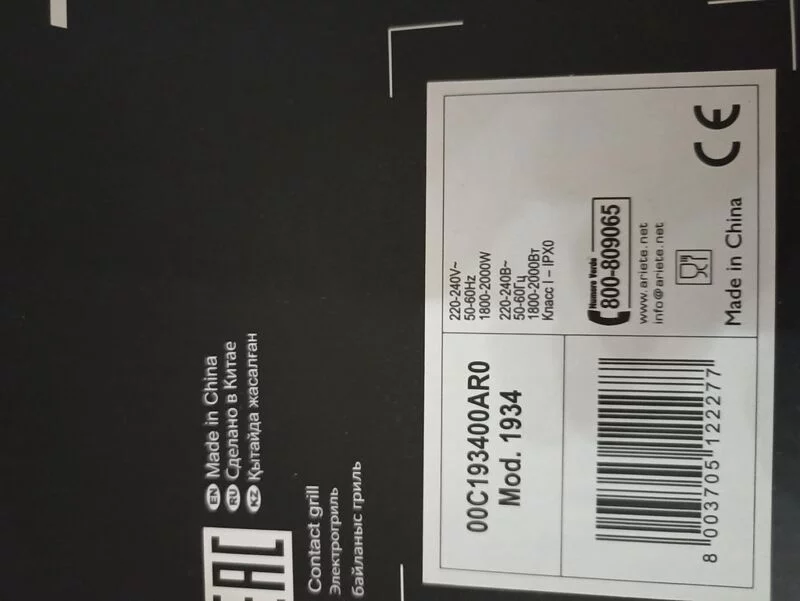 EAC
EN Made in China
RU Сделано в Китае
KZ Қытайда жасалған
Contact grill
Электрогриль
байланыс гриль
00C193400AR0
Mod. 1934
220-240V~
50-60Hz
1800-2000W
220-240В~
50-60Гц
1800-2000Вт
Класс I – IPX0
8 003705 122277
Numero Verde
800-809065
www.ariete.net
info@ariete.net
Made in China
CE